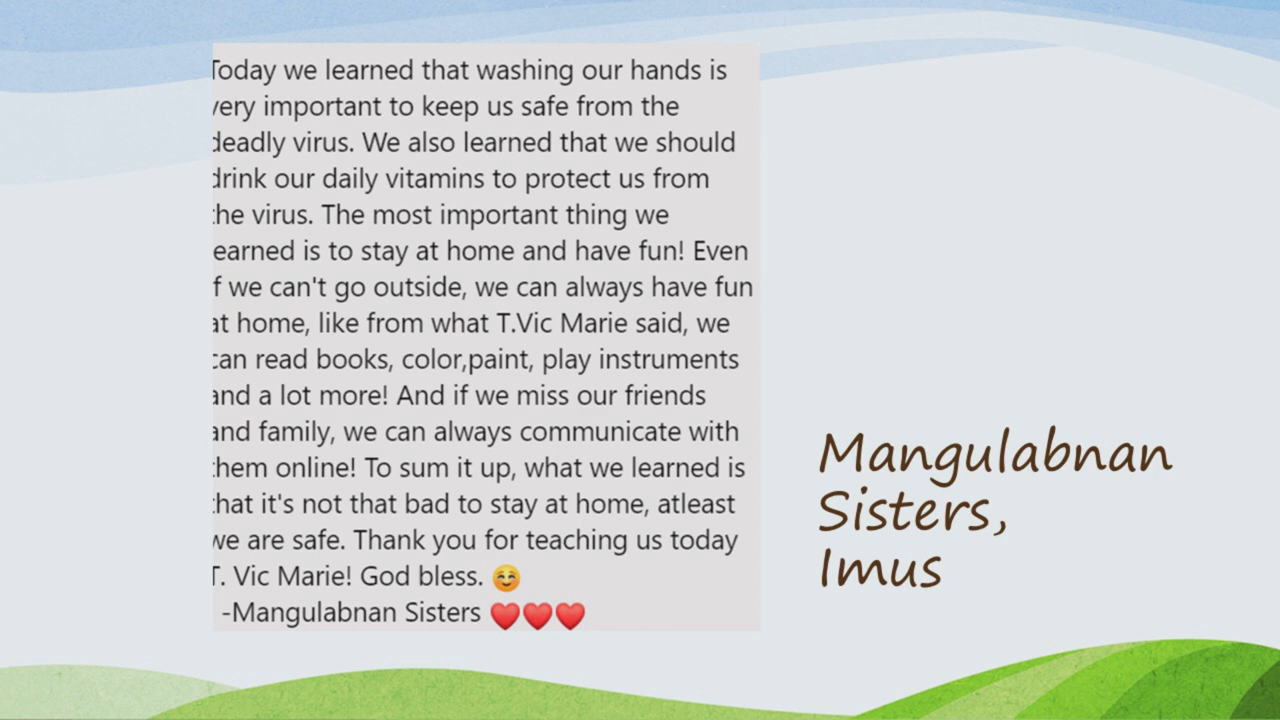 Today we learned that washing our hands is
very important to keep us safe from the
deadly virus. We also learned that we should
drink our daily vitamins to protect us from
the virus. The most important thing we
earned is to stay at home and have fun! Even
f we can't go outside, we can always have fun
at home, like from what T.Vic Marie said, we
can read books, color,paint, play instruments
and a lot more! And if we miss our friends
and family, we can always communicate with
them online! To sum it up, what we learned is
that it's not that bad to stay at home, atleast
we are safe. Thank you for teaching us today
T. Vic Marie! God bless. ☺️
-Mangulabnan Sisters ❤️❤️❤️
Mangulabnan
Sisters,
Imus